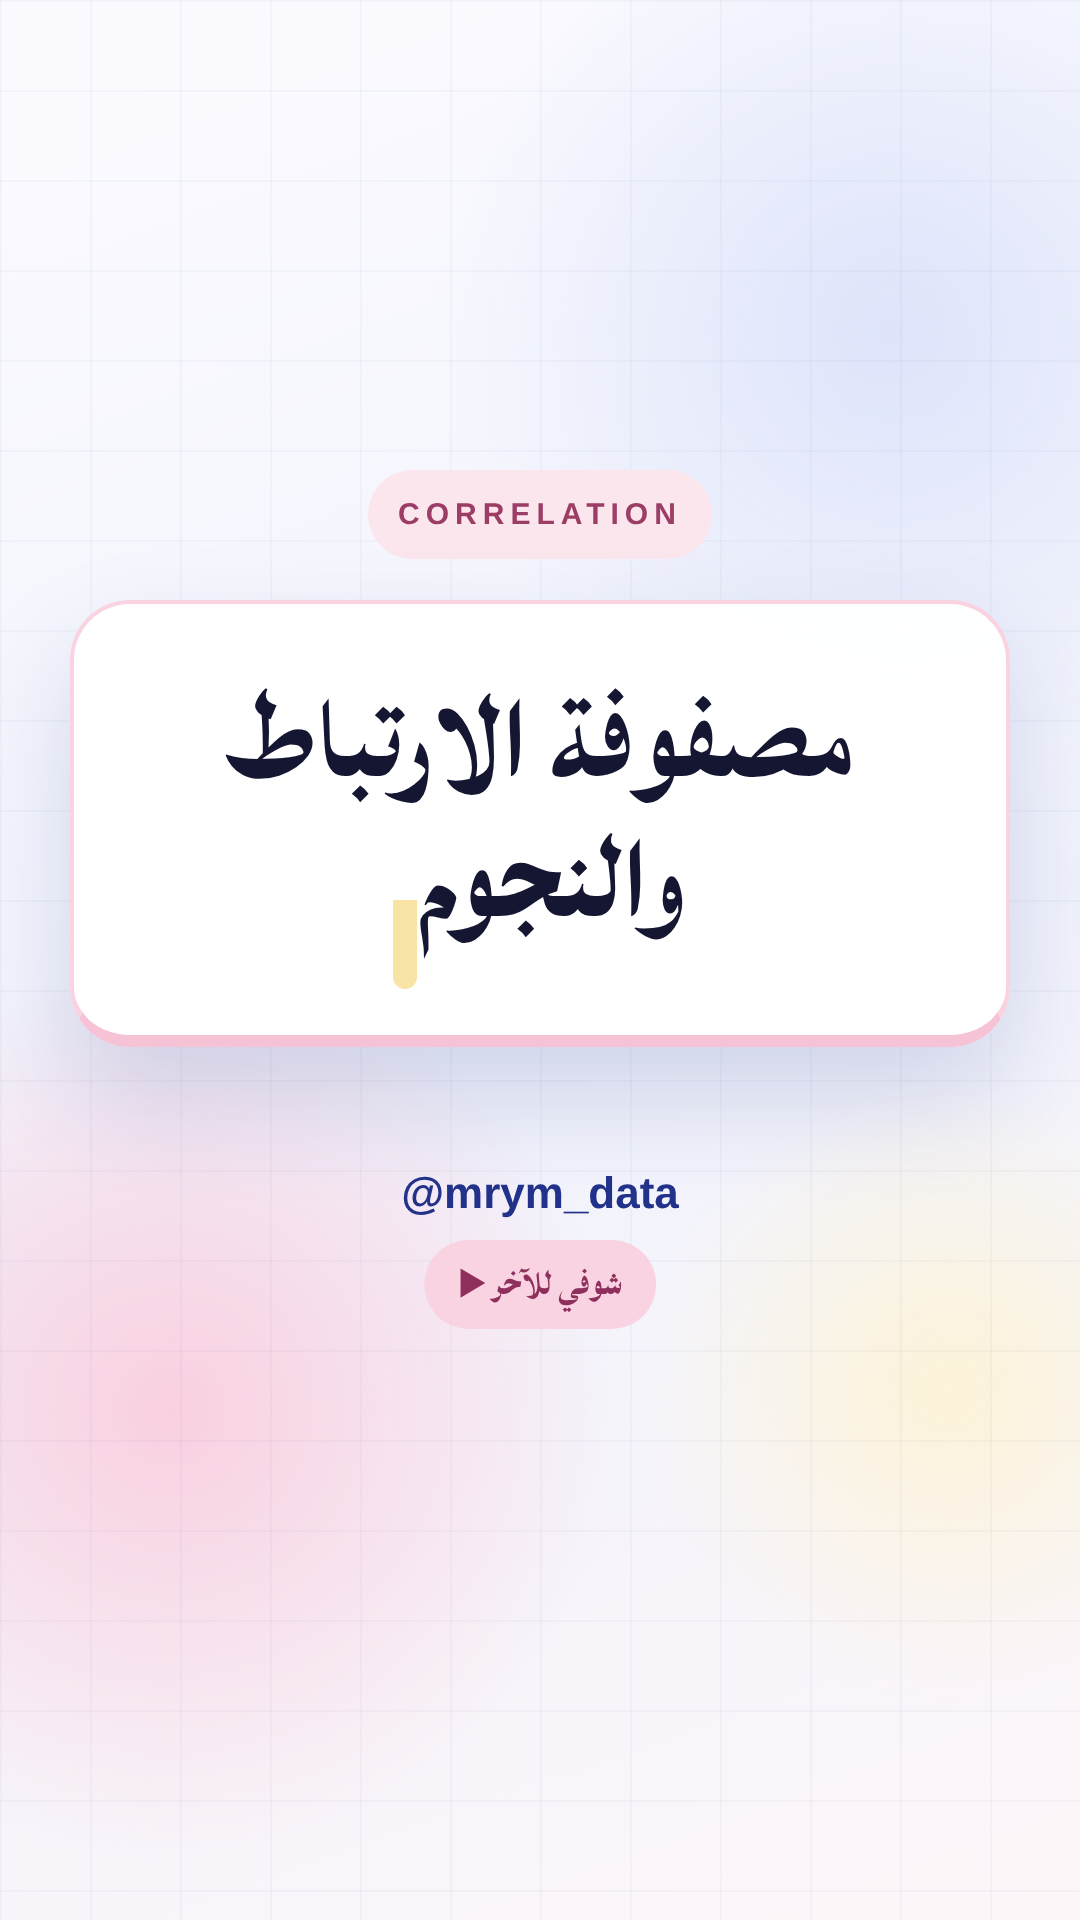 CORRELATION
مصفوفة الارتباط
والنجوم
@mrym_data
شوفي للآخر ▶